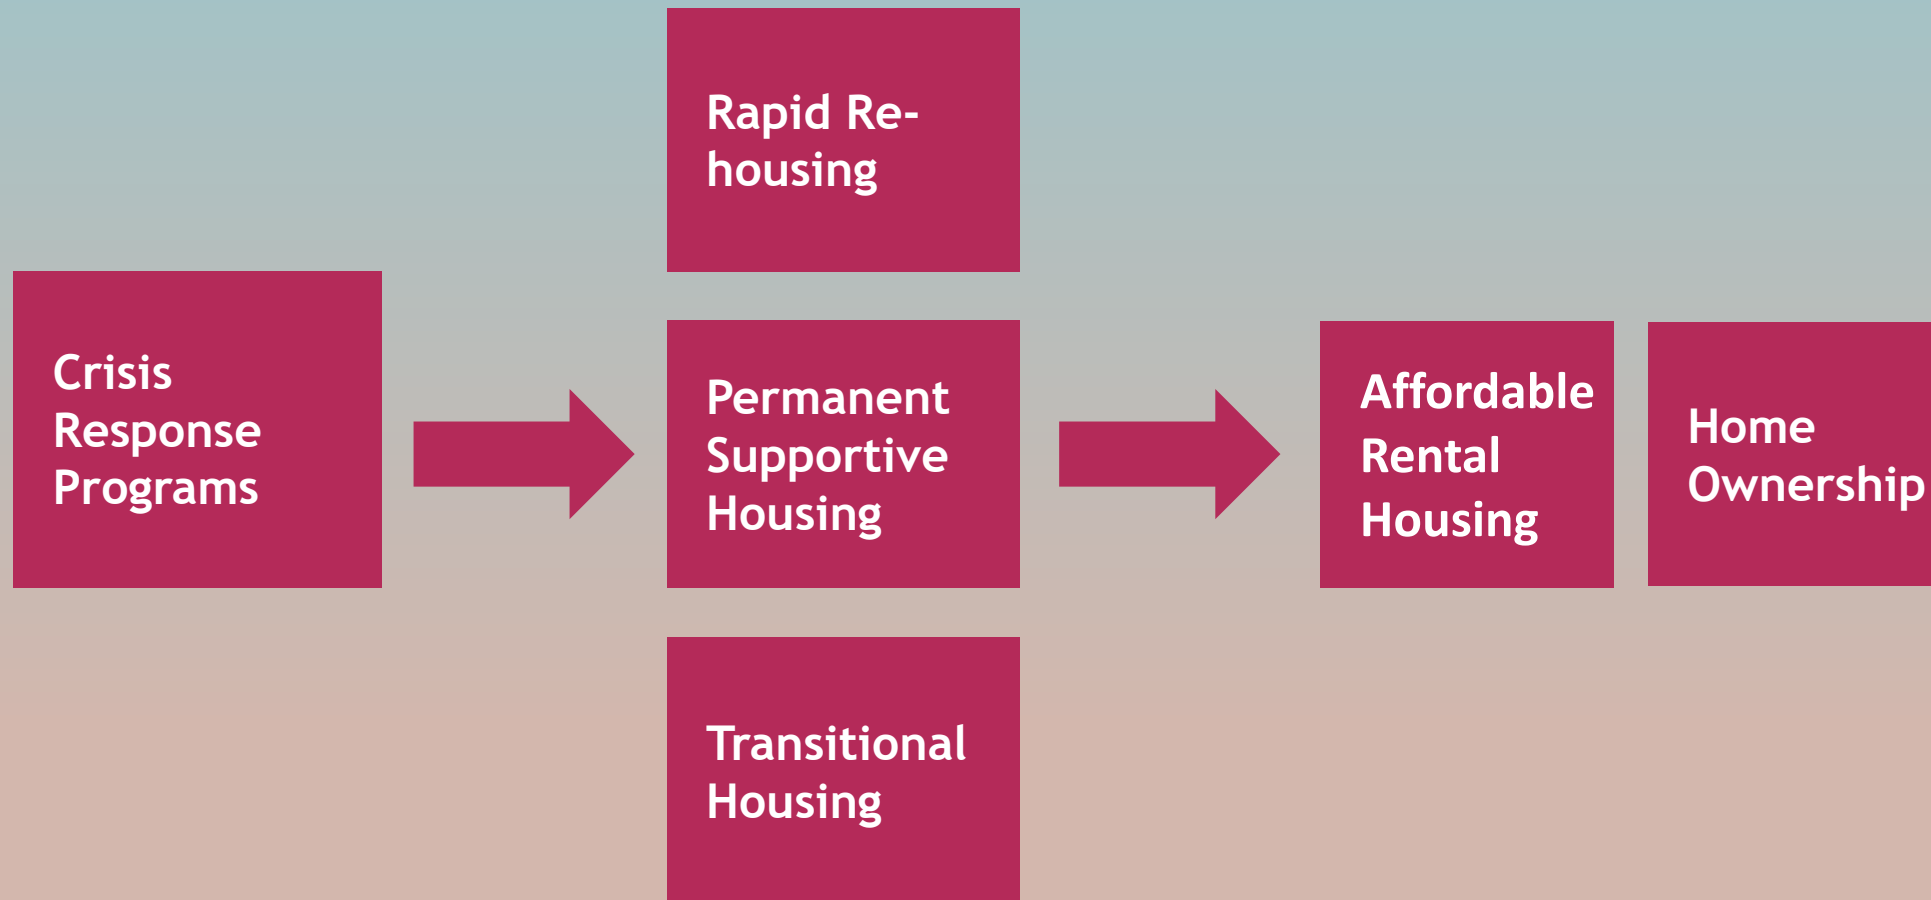 Rapid Re-
housing
Crisis
Response
Programs
Permanent
Supportive
Housing
Affordable
Rental
Housing
Home
Ownership
Transitional
Housing